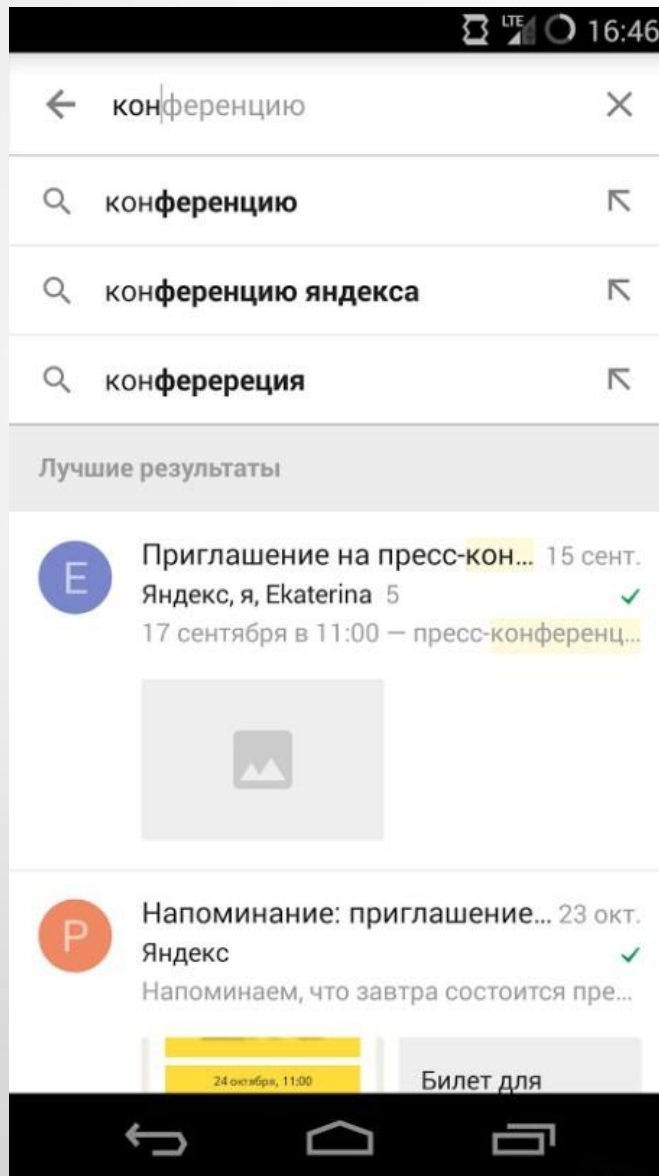 LTE 16:46
конференцию
конференцию
конференцию яндекса
конферереция
Лучшие результаты
E
Приглашение на пресс-кон... 15 сент.
Яндекс, я, Ekaterina 5
17 сентября в 11:00 — пресс-конференц...
P
Напоминание: приглашение... 23 окт.
Яндекс
Напоминаем, что завтра состоится пре...
24 октября, 11:00
Билет для